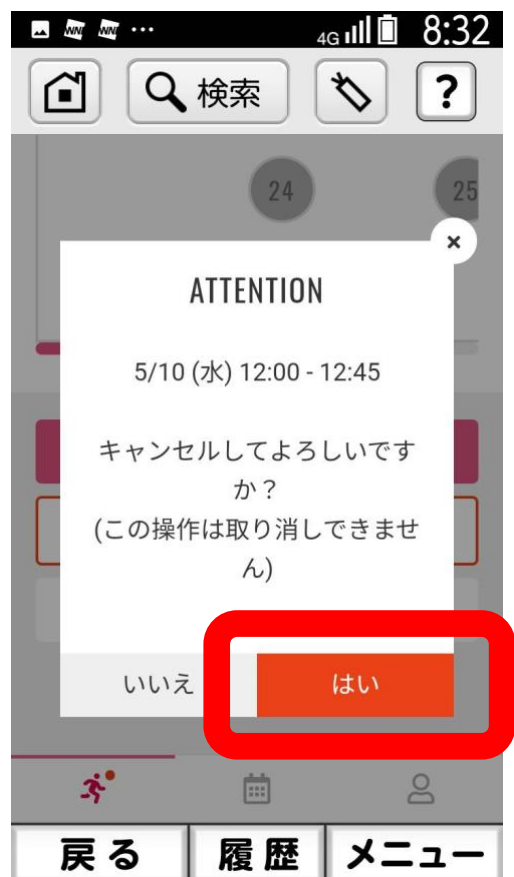 WNI WNI ... 4G 8:32
検索 ?
24 25
×
ATTENTION
5/10 (水) 12:00 - 12:45
キャンセルしてよろしいです
か？
(この操作は取り消しできませ
ん)
いいえ はい
戻る 履歴 メニュー